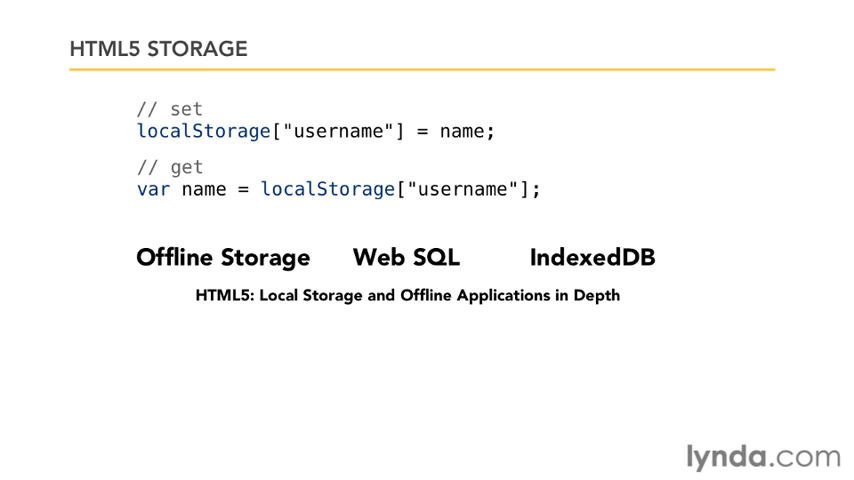 HTML5 STORAGE
// set
localStorage["username"] = name;
// get
var name = localStorage["username"];
Offline Storage Web SQL IndexedDB
HTML5: Local Storage and Offline Applications in Depth
lynda.com